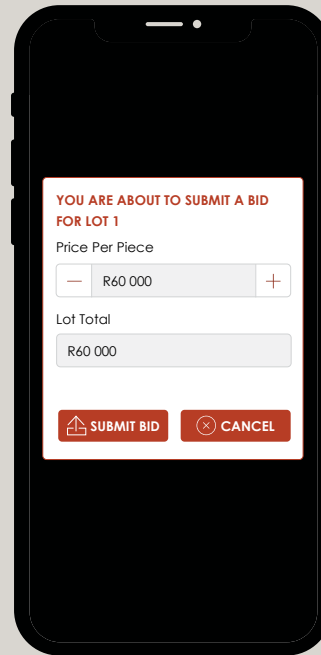 YOU ARE ABOUT TO SUBMIT A BID
FOR LOT 1
Price Per Piece
R60 000
Lot Total
R60 000
SUBMIT BID
CANCEL